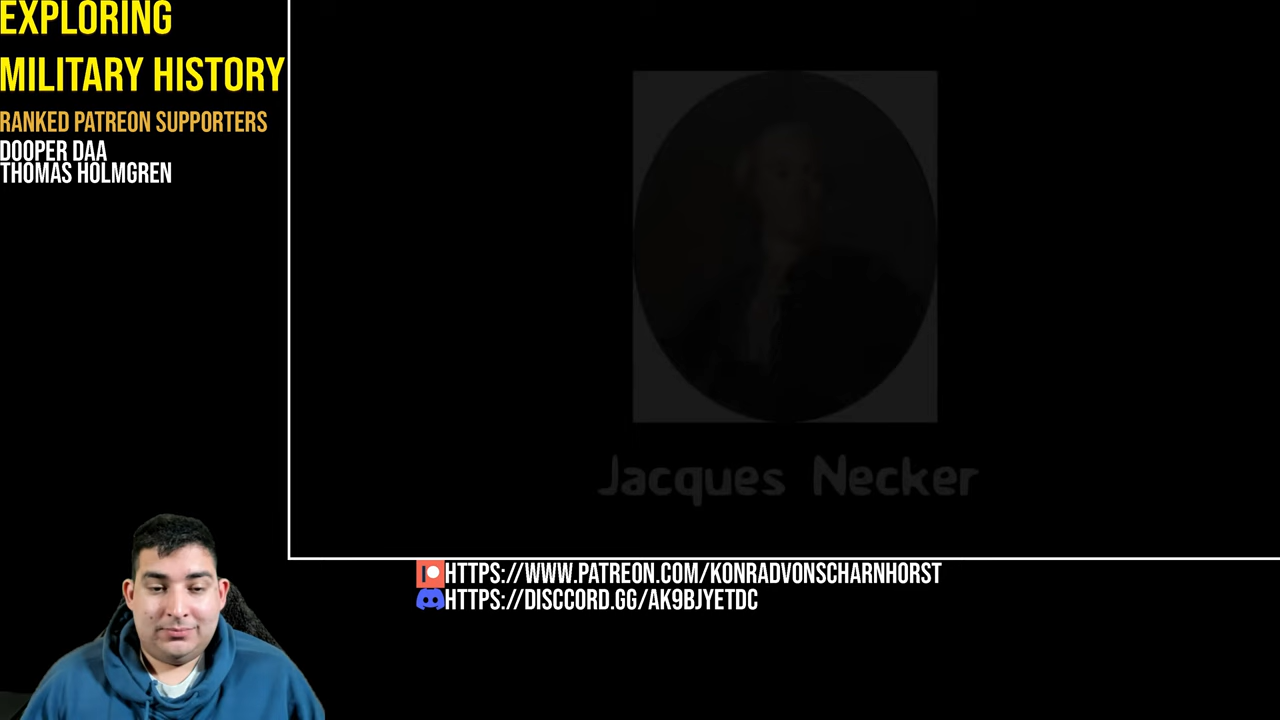 EXPLORING
MILITARY HISTORY
RANKED PATREON SUPPORTERS
DOOPER DAA
THOMAS HOLMGREN
Jacques Necker
HTTPS://WWW.PATREON.COM/KONRADVONSCHARNHORST
HTTPS://DISCCORD.GG/AK9BJYETDC